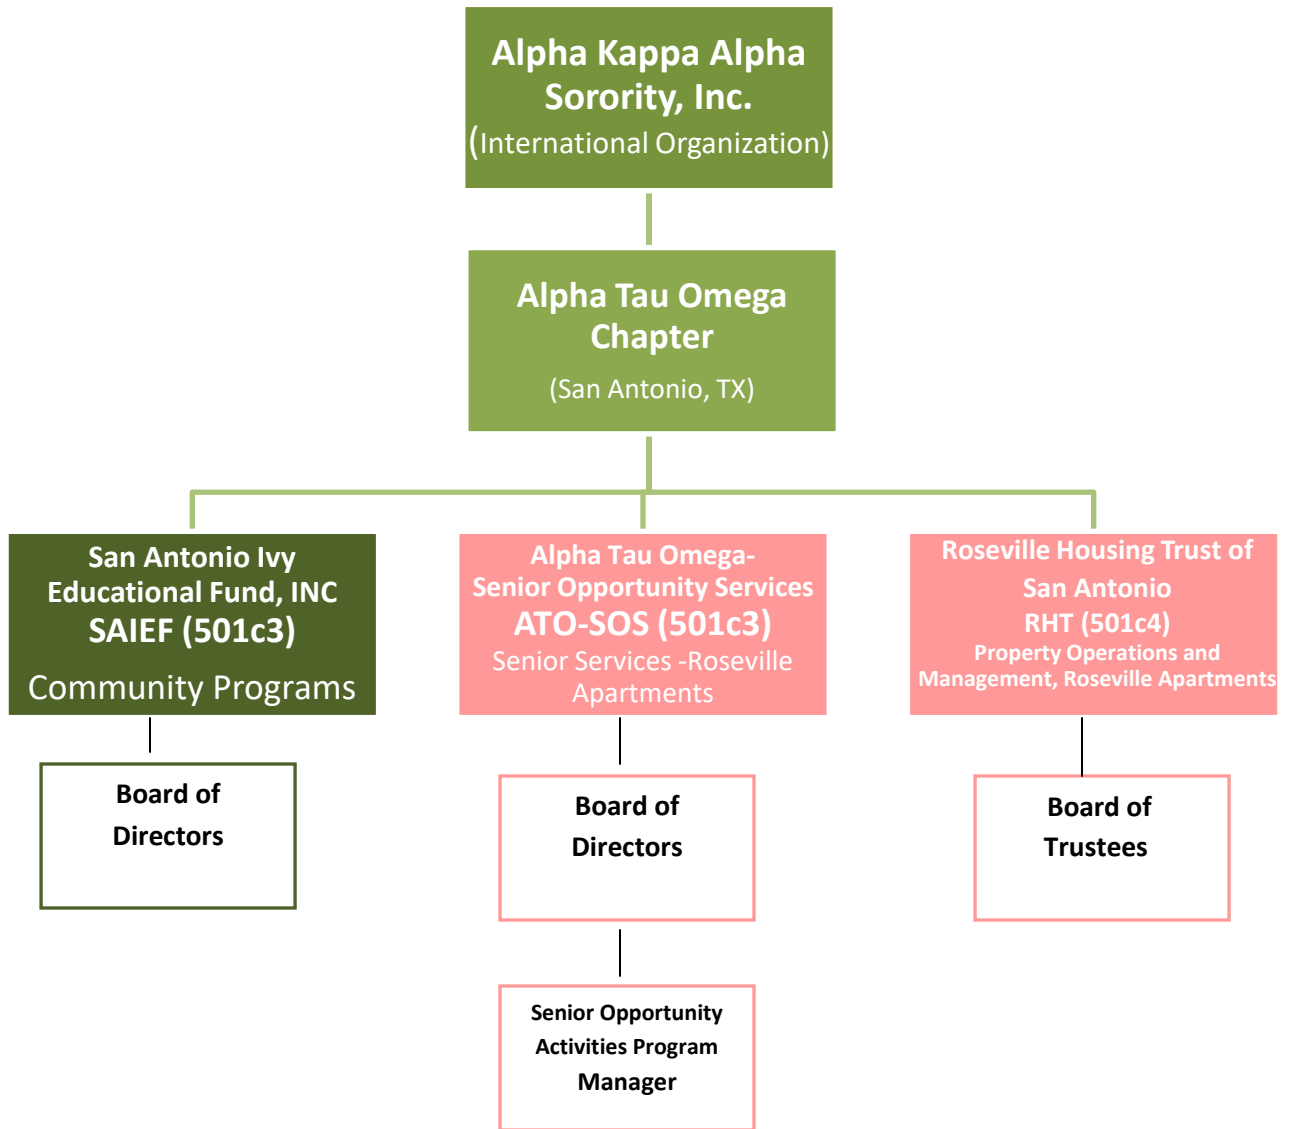 Alpha Kappa Alpha
Sorority, Inc.
(International Organization)
Alpha Tau Omega
Chapter
(San Antonio, TX)
San Antonio Ivy
Educational Fund, INC
SAIEF (501c3)
Community Programs
Alpha Tau Omega-
Senior Opportunity Services
ATO-SOS (501c3)
Senior Services -Roseville
Apartments
Roseville Housing Trust of
San Antonio
RHT (501c4)
Property Operations and
Management, Roseville Apartments
Board of
Directors
Board of
Directors
Board of
Trustees
Senior Opportunity
Activities Program
Manager